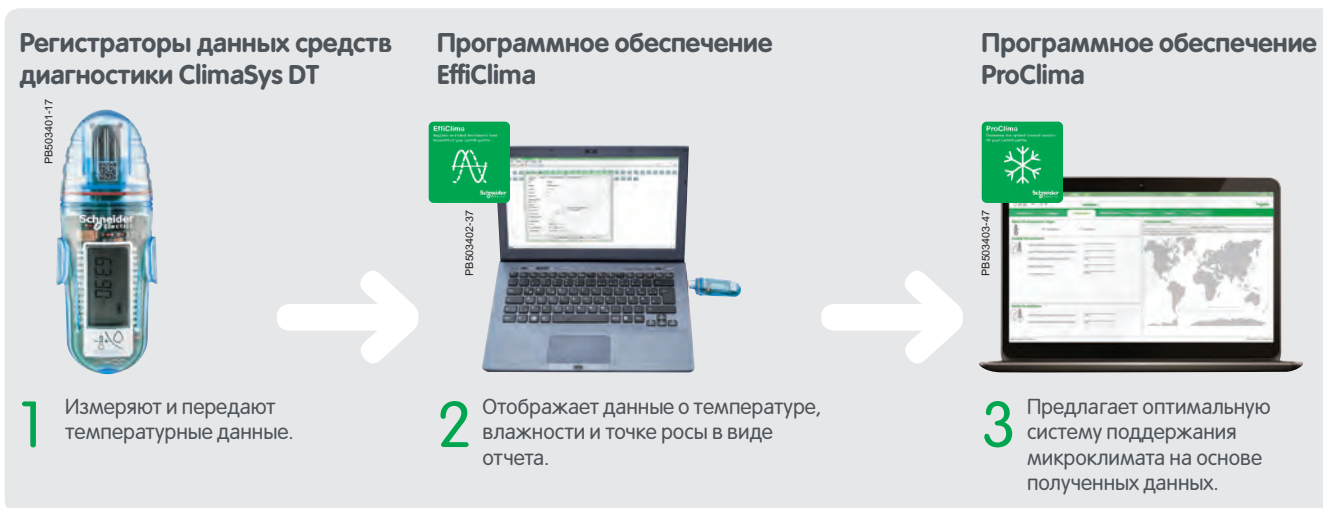 Регистраторы данных средств
диагностики ClimaSys DT
PB503401-17
Schneider
Electric
1
Измеряют и передают
температурные данные.
Программное обеспечение
EffiClima
EffiClima
Schneider
PB503402-37
2
Отображает данные о температуре,
влажности и точке росы в виде
отчета.
Программное обеспечение
ProClima
ProClima
Schneider
PB503403-47
3
Предлагает оптимальную
систему поддержания
микроклимата на основе
полученных данных.